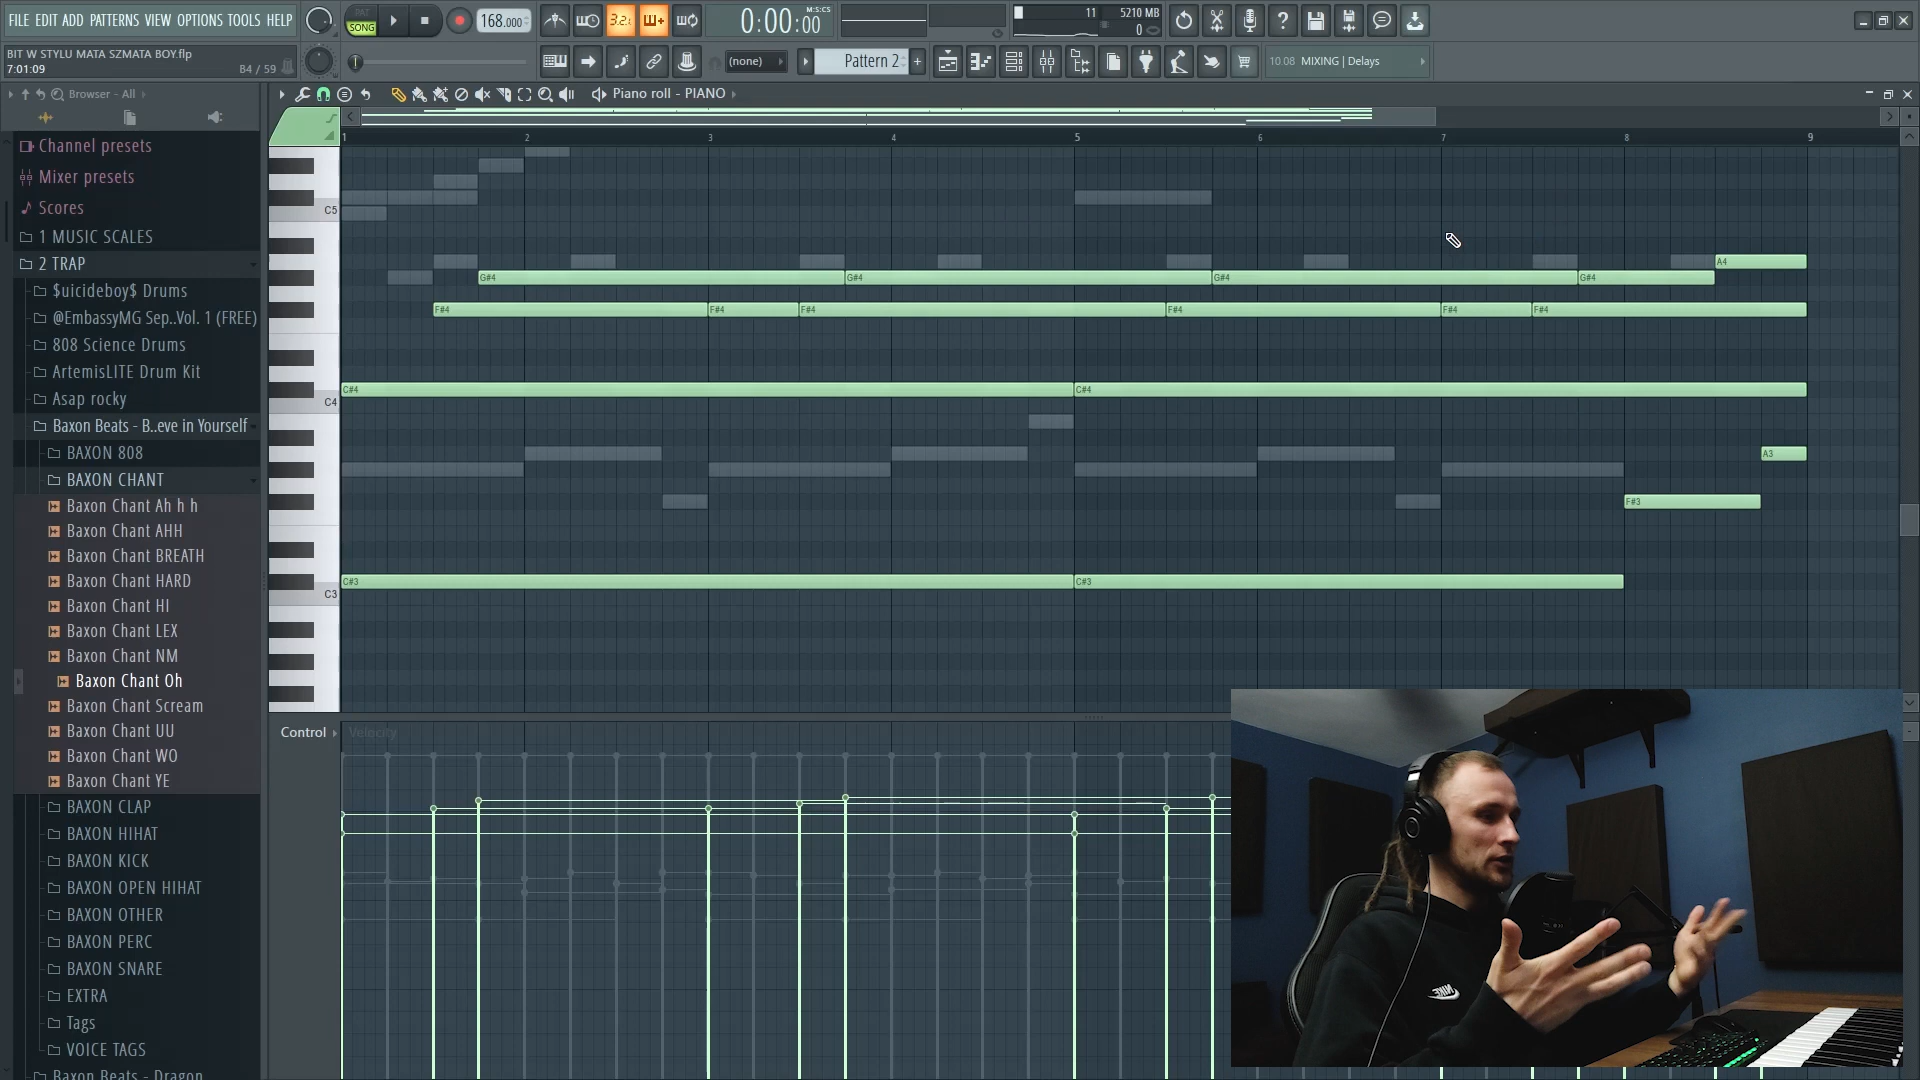 FILE EDIT ADD PATTERNS VIEW OPTIONS TOOLS HELP
PAT
SONG
168.000
3.2.
0:00:00
M:S:CS
11
5210 MB
0
BIT W STYLU MATA SZMATA BOY.flp
7:01:09
B4 / 59
(none)
Pattern 2
+
10.08 MIXING | Delays
Browser - All
Piano roll - PIANO
Channel presets
Mixer presets
Scores
1 MUSIC SCALES
2 TRAP
$uicideboy$ Drums
@EmbassyMG Sep..Vol. 1 (FREE)
808 Science Drums
ArtemisLITE Drum Kit
Asap rocky
Baxon Beats - B..eve in Yourself
BAXON 808
BAXON CHANT
Baxon Chant Ah h h
Baxon Chant AHH
Baxon Chant BREATH
Baxon Chant HARD
Baxon Chant HI
Baxon Chant LEX
Baxon Chant NM
Baxon Chant Oh
Baxon Chant Scream
Baxon Chant UU
Baxon Chant WO
Baxon Chant YE
BAXON CLAP
BAXON HIHAT
BAXON KICK
BAXON OPEN HIHAT
BAXON OTHER
BAXON PERC
BAXON SNARE
EXTRA
Tags
VOICE TAGS
Baxon Beats - Dragon
1 2 3 4 5 6 7 8 9
C5
A4
G#4 G#4 G#4 G#4
F#4 F#4 F#4 F#4 F#4 F#4
C#4 C#4
C4
A3
F#3
C#3 C#3
C3
Control
Velocity
NIKE